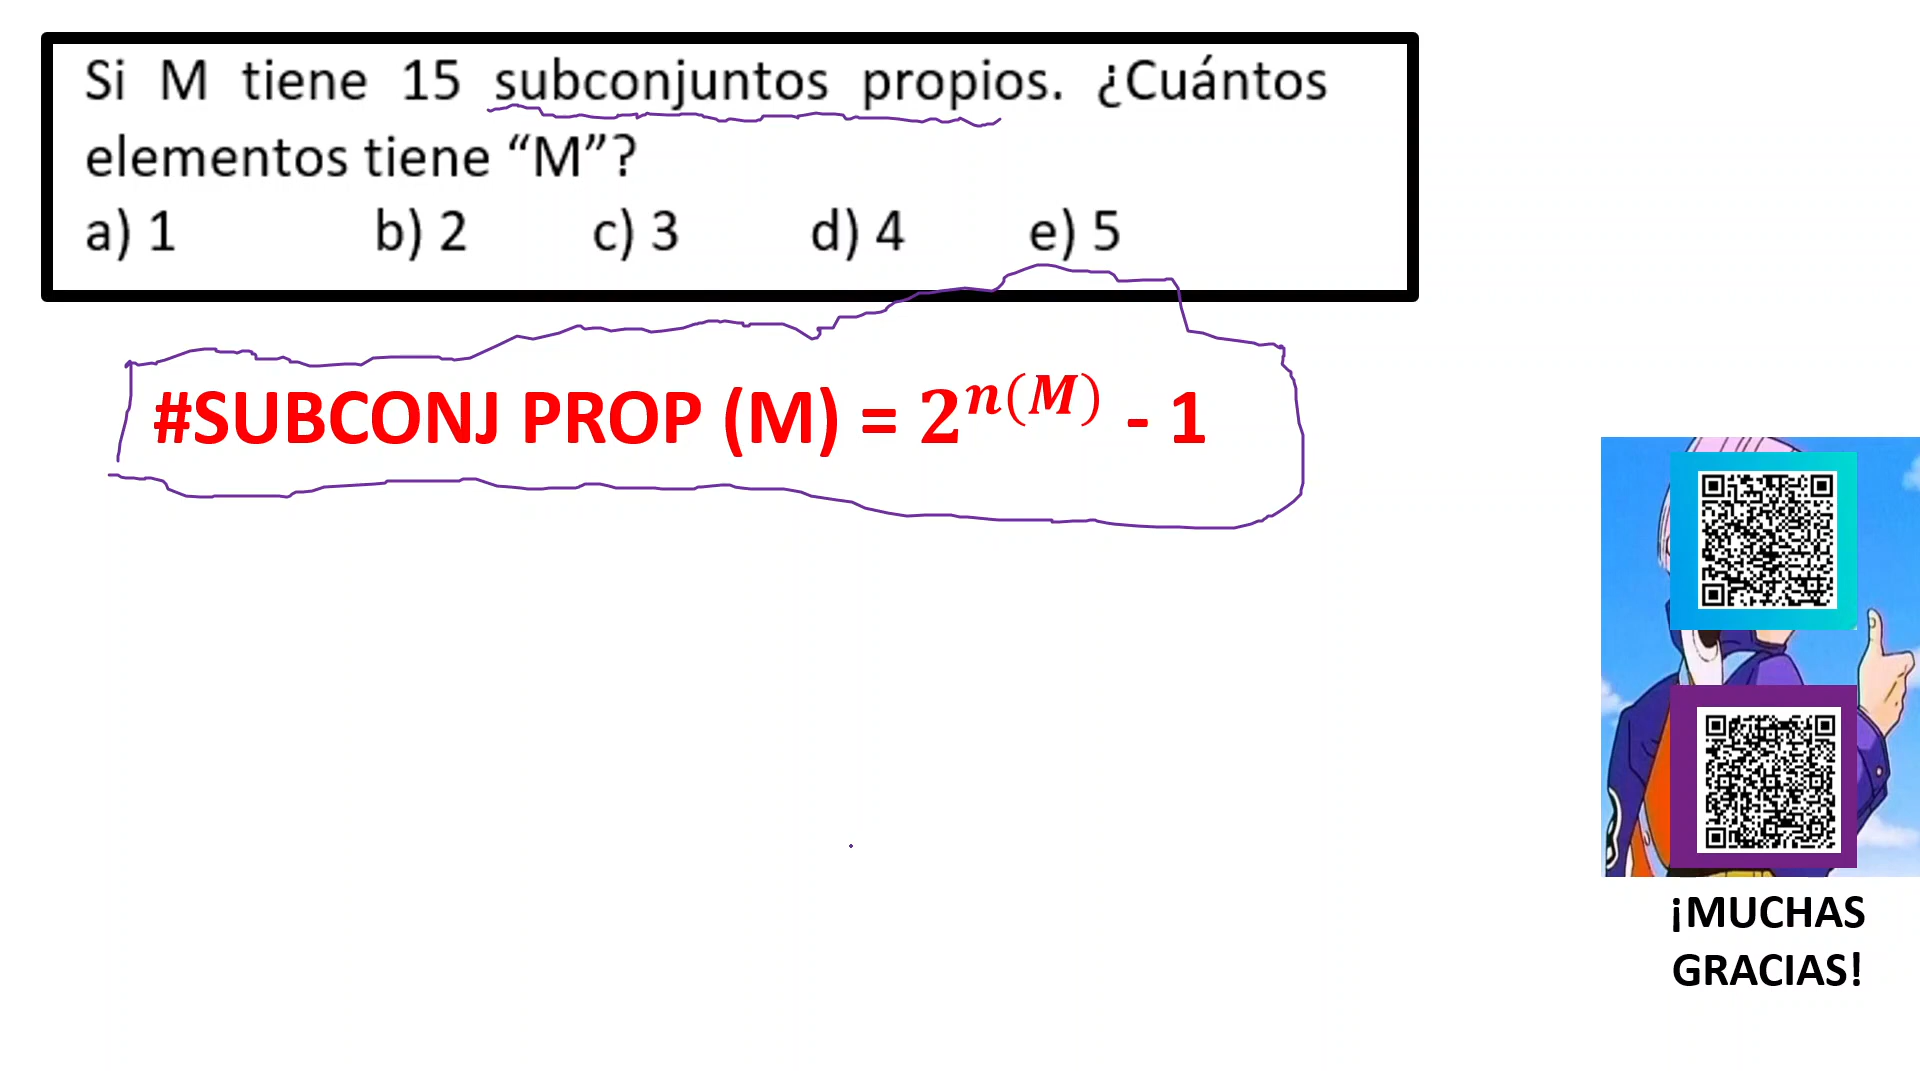 Si M tiene 15 subconjuntos propios. ¿Cuántos
elementos tiene “M”?
a) 1 b) 2 c) 3 d) 4 e) 5
#SUBCONJ PROP (M) = 2^{n(M)} - 1
¡MUCHAS
GRACIAS!